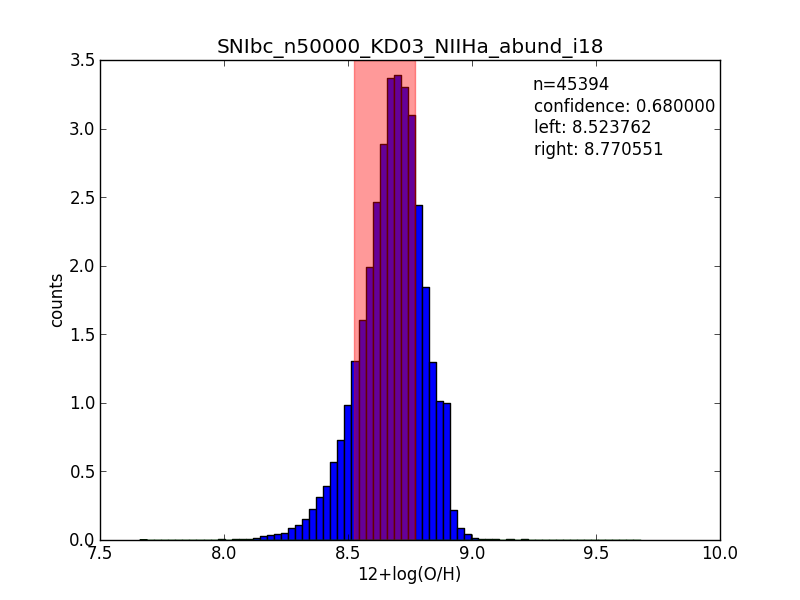 SNIbc_n50000_KD03_NIIHa_abund_i18
3.5
3.0
2.5
2.0
1.5
1.0
0.5
0.0
counts
n=45394
confidence: 0.680000
left: 8.523762
right: 8.770551
7.5 8.0 8.5 9.0 9.5 10.0
12+log(O/H)